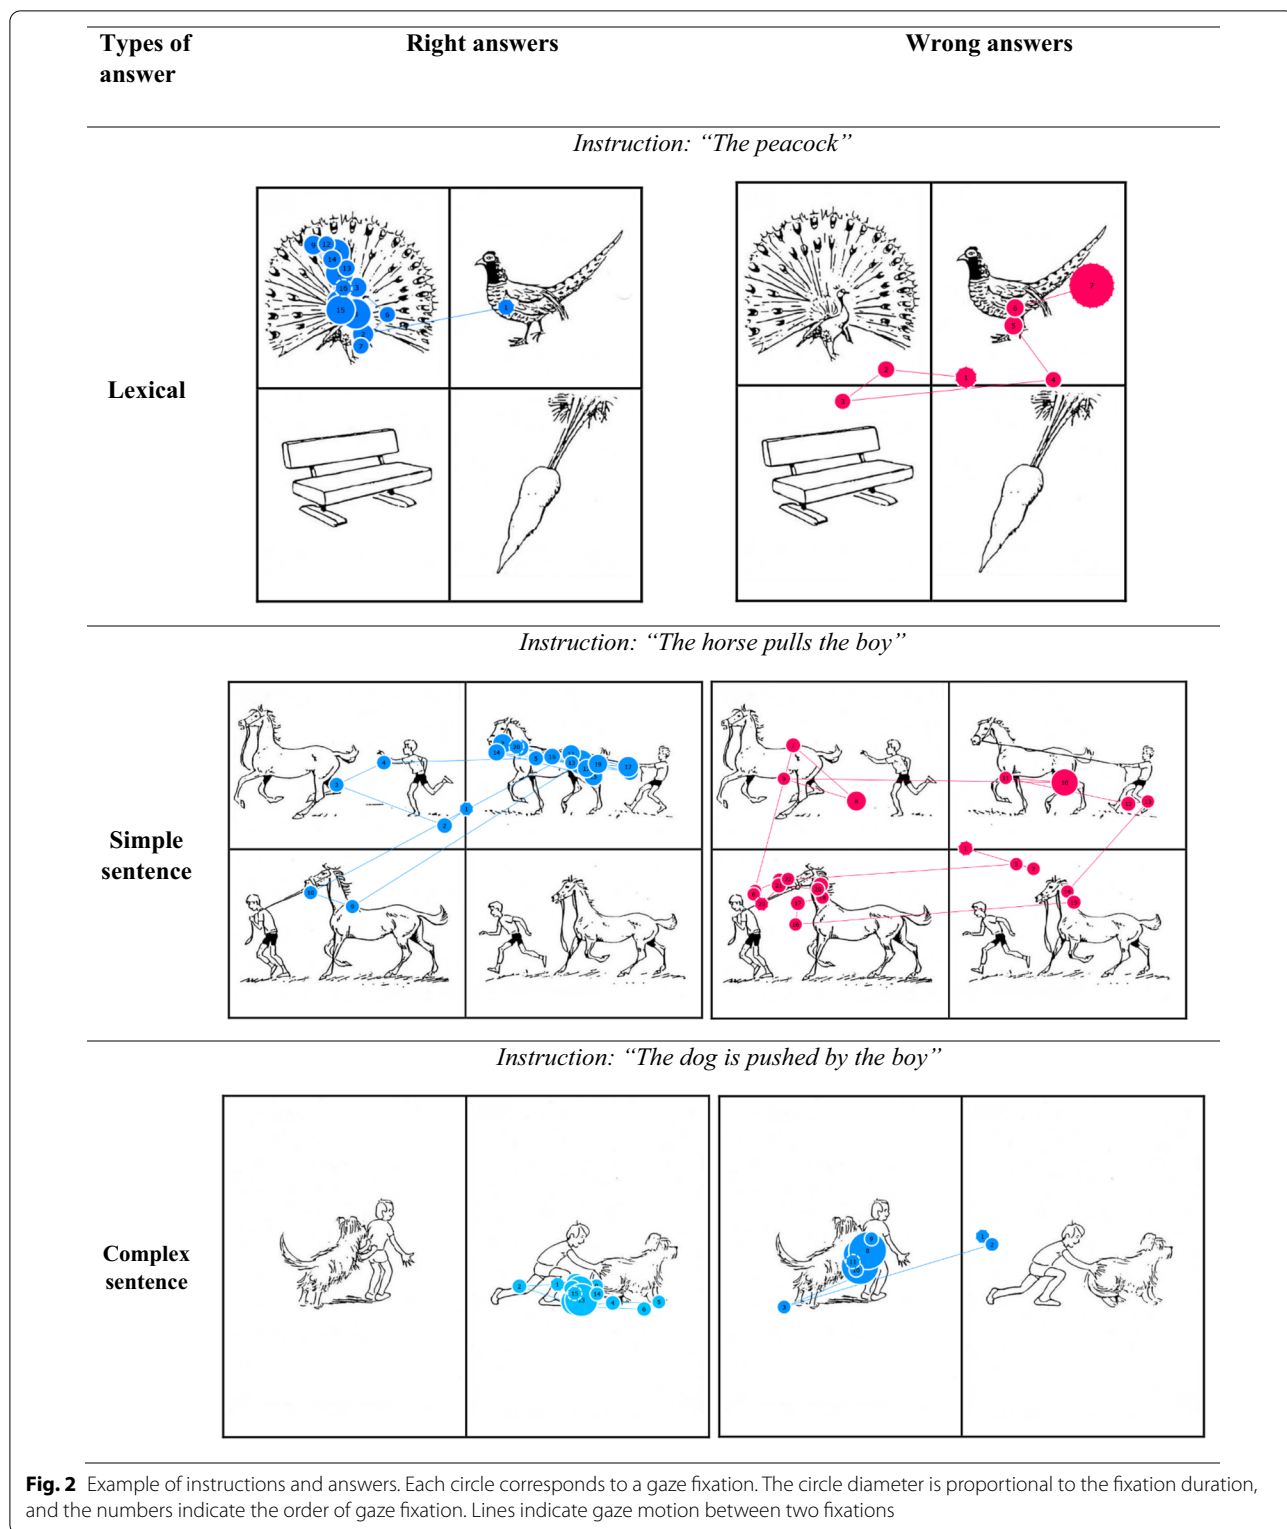 Types of answer
Right answers
Wrong answers
Instruction: “The peacock”
Lexical
Instruction: “The horse pulls the boy”
Simple sentence
Instruction: “The dog is pushed by the boy”
Complex sentence
Fig. 2 Example of instructions and answers. Each circle corresponds to a gaze fixation. The circle diameter is proportional to the fixation duration,
and the numbers indicate the order of gaze fixation. Lines indicate gaze motion between two fixations